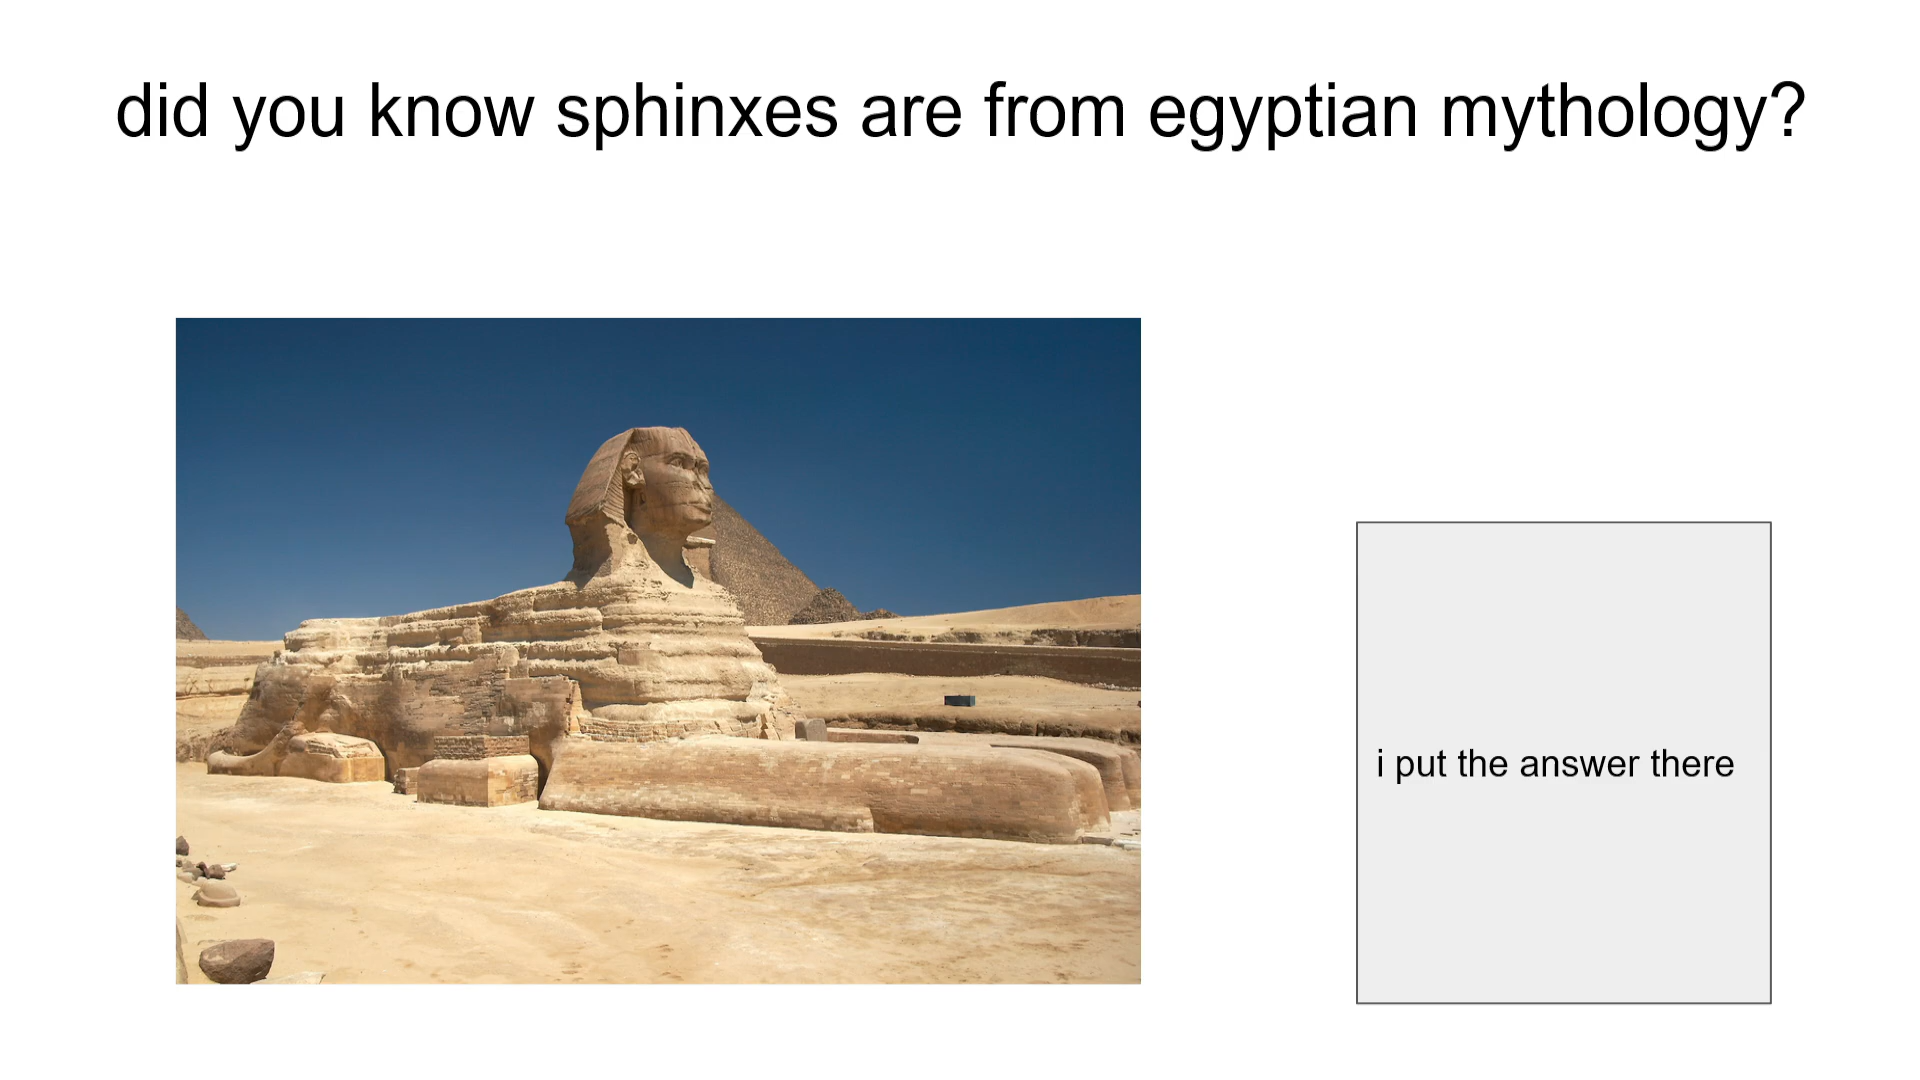 did you know sphinxes are from egyptian mythology?
i put the answer there